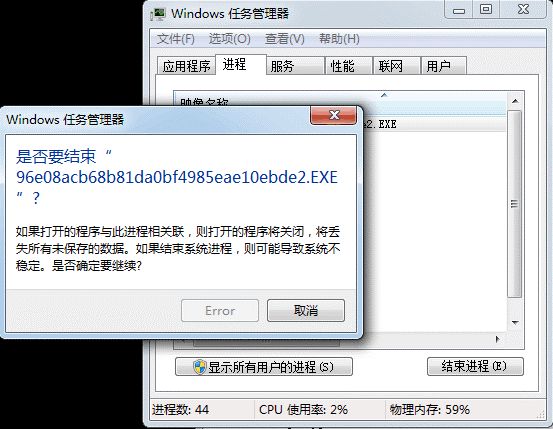 Windows 任务管理器
文件(F) 选项(O) 查看(V) 帮助(H)
应用程序 进程 服务 性能 联网 用户
映像名称
e2.EXE
Windows 任务管理器
是否要结束“
96e08acb68b81da0bf4985eae10ebde2.EXE
”?
如果打开的程序与此进程相关联，则打开的程序将关闭，将丢
失所有未保存的数据。如果结束系统进程，则可能导致系统不
稳定。是否确定要继续?
Error 取消
显示所有用户的进程(S) 结束进程(E)
进程数: 44 CPU 使用率: 2% 物理内存: 59%